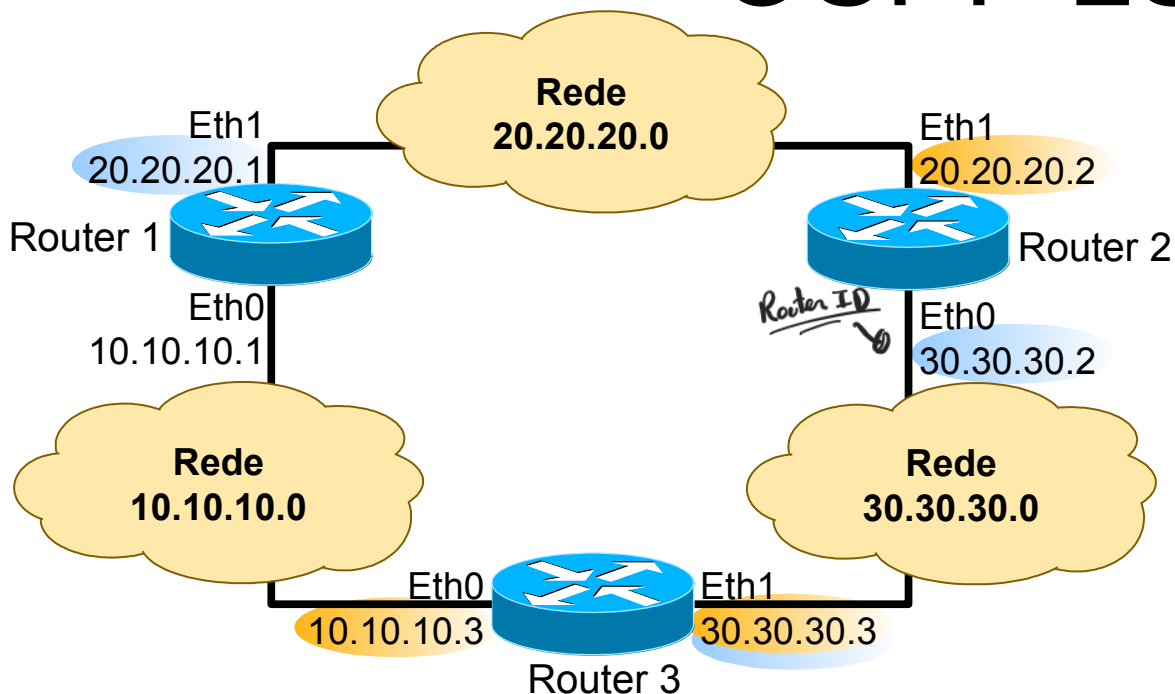 Rede
20.20.20.0
Eth1
20.20.20.1
Router 1
Eth0
10.10.10.1
Eth1
20.20.20.2
Router 2
Router ID
Eth0
30.30.30.2
Rede
10.10.10.0
Rede
30.30.30.0
Eth0
10.10.10.3
Eth1
30.30.30.3
Router 3